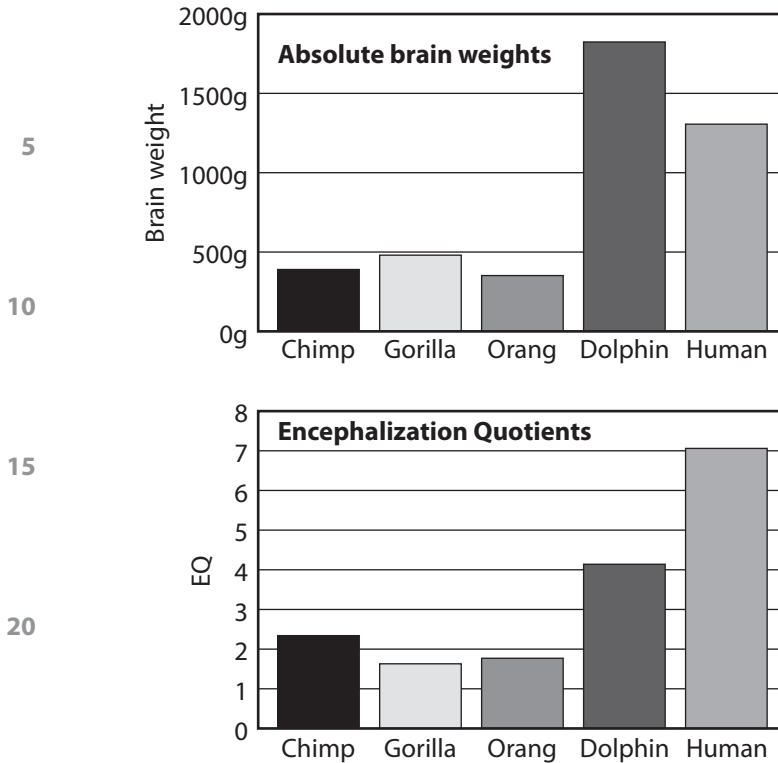 2000g
Absolute brain weights
1500g
5
1000g
Brain weight
500g
10
0g
Chimp Gorilla Orang Dolphin Human
8
Encephalization Quotients
7
15
6
5
EQ
4
3
20
2
1
0
Chimp Gorilla Orang Dolphin Human